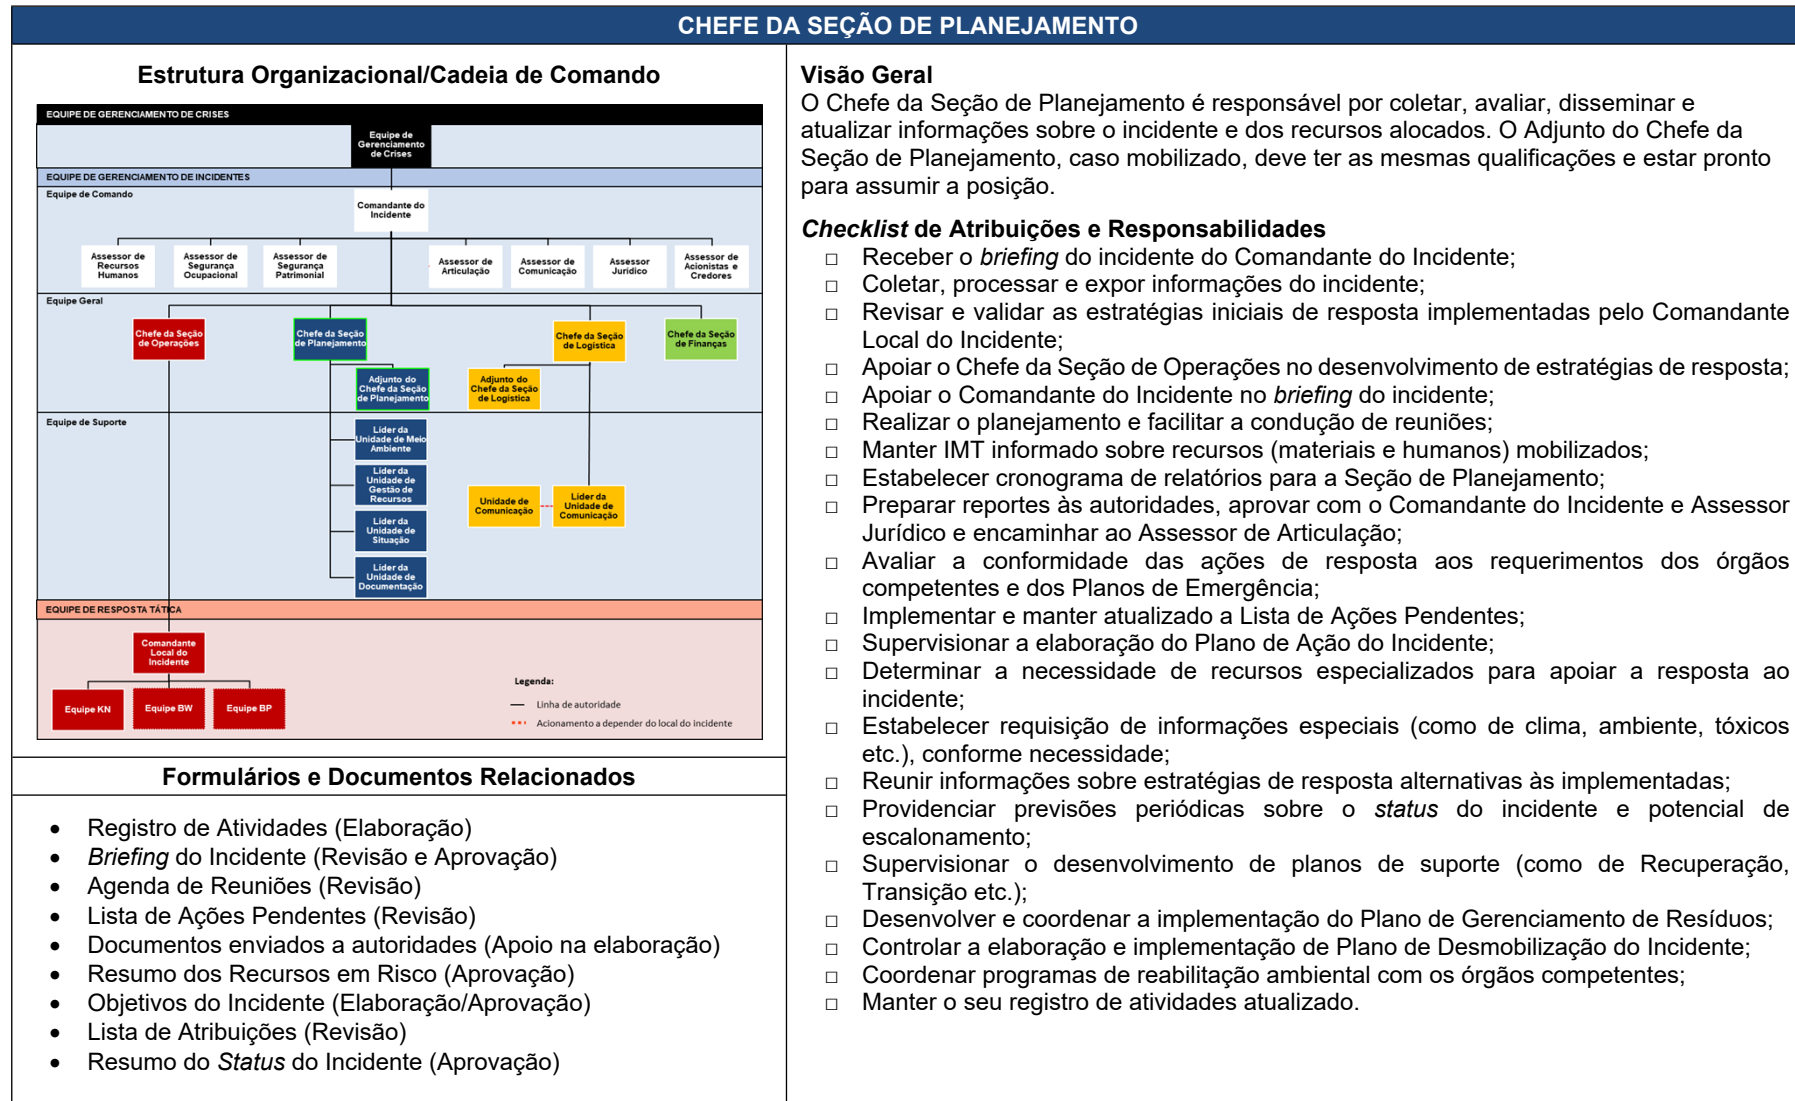 CHEFE DA SEÇÃO DE PLANEJAMENTO
Estrutura Organizacional/Cadeia de Comando
EQUIPE DE GERENCIAMENTO DE CRISES
Equipe de
Gerenciamento
de Crises
EQUIPE DE GERENCIAMENTO DE INCIDENTES
Equipe de Comando
Comandante do
Incidente
Assessor de
Recursos
Humanos
Assessor de
Segurança
Ocupacional
Assessor de
Segurança
Patrimonial
Assessor de
Articulação
Assessor de
Comunicação
Assessor
Jurídico
Assessor de
Acionistas e
Credores
Equipe Geral
Chefe da Seção
de Operações
Chefe da Seção
de Planejamento
Chefe da Seção
de Logística
Chefe da Seção
de Finanças
Adjunto do
Chefe da Seção
de Planejamento
Adjunto do
Chefe da Seção
de Logística
Equipe de Suporte
Líder da
Unidade de Meio
Ambiente
Líder da
Unidade de
Gestão de
Recursos
Unidade de
Comunicação
Líder da
Unidade de
Comunicação
Líder da
Unidade de
Situação
Líder da
Unidade de
Documentação
EQUIPE DE RESPOSTA TÁTICA
Comandante
Local do
Incidente
Equipe KN
Equipe BW
Equipe BP
Legenda:
Linha de autoridade
Acionamento a depender do local do incidente
Formulários e Documentos Relacionados
• Registro de Atividades (Elaboração)
• Briefing do Incidente (Revisão e Aprovação)
• Agenda de Reuniões (Revisão)
• Lista de Ações Pendentes (Revisão)
• Documentos enviados a autoridades (Apoio na elaboração)
• Resumo dos Recursos em Risco (Aprovação)
• Objetivos do Incidente (Elaboração/Aprovação)
• Lista de Atribuições (Revisão)
• Resumo do Status do Incidente (Aprovação)
Visão Geral
O Chefe da Seção de Planejamento é responsável por coletar, avaliar, disseminar e
atualizar informações sobre o incidente e dos recursos alocados. O Adjunto do Chefe da
Seção de Planejamento, caso mobilizado, deve ter as mesmas qualificações e estar pronto
para assumir a posição.
Checklist de Atribuições e Responsabilidades
□ Receber o briefing do incidente do Comandante do Incidente;
□ Coletar, processar e expor informações do incidente;
□ Revisar e validar as estratégias iniciais de resposta implementadas pelo Comandante
Local do Incidente;
□ Apoiar o Chefe da Seção de Operações no desenvolvimento de estratégias de resposta;
□ Apoiar o Comandante do Incidente no briefing do incidente;
□ Realizar o planejamento e facilitar a condução de reuniões;
□ Manter IMT informado sobre recursos (materiais e humanos) mobilizados;
□ Estabelecer cronograma de relatórios para a Seção de Planejamento;
□ Preparar reportes às autoridades, aprovar com o Comandante do Incidente e Assessor
Jurídico e encaminhar ao Assessor de Articulação;
□ Avaliar a conformidade das ações de resposta aos requerimentos dos órgãos
competentes e dos Planos de Emergência;
□ Implementar e manter atualizado a Lista de Ações Pendentes;
□ Supervisionar a elaboração do Plano de Ação do Incidente;
□ Determinar a necessidade de recursos especializados para apoiar a resposta ao
incidente;
□ Estabelecer requisição de informações especiais (como de clima, ambiente, tóxicos
etc.), conforme necessidade;
□ Reunir informações sobre estratégias de resposta alternativas às implementadas;
□ Providenciar previsões periódicas sobre o status do incidente e potencial de
escalonamento;
□ Supervisionar o desenvolvimento de planos de suporte (como de Recuperação,
Transição etc.);
□ Desenvolver e coordenar a implementação do Plano de Gerenciamento de Resíduos;
□ Controlar a elaboração e implementação de Plano de Desmobilização do Incidente;
□ Coordenar programas de reabilitação ambiental com os órgãos competentes;
□ Manter o seu registro de atividades atualizado.